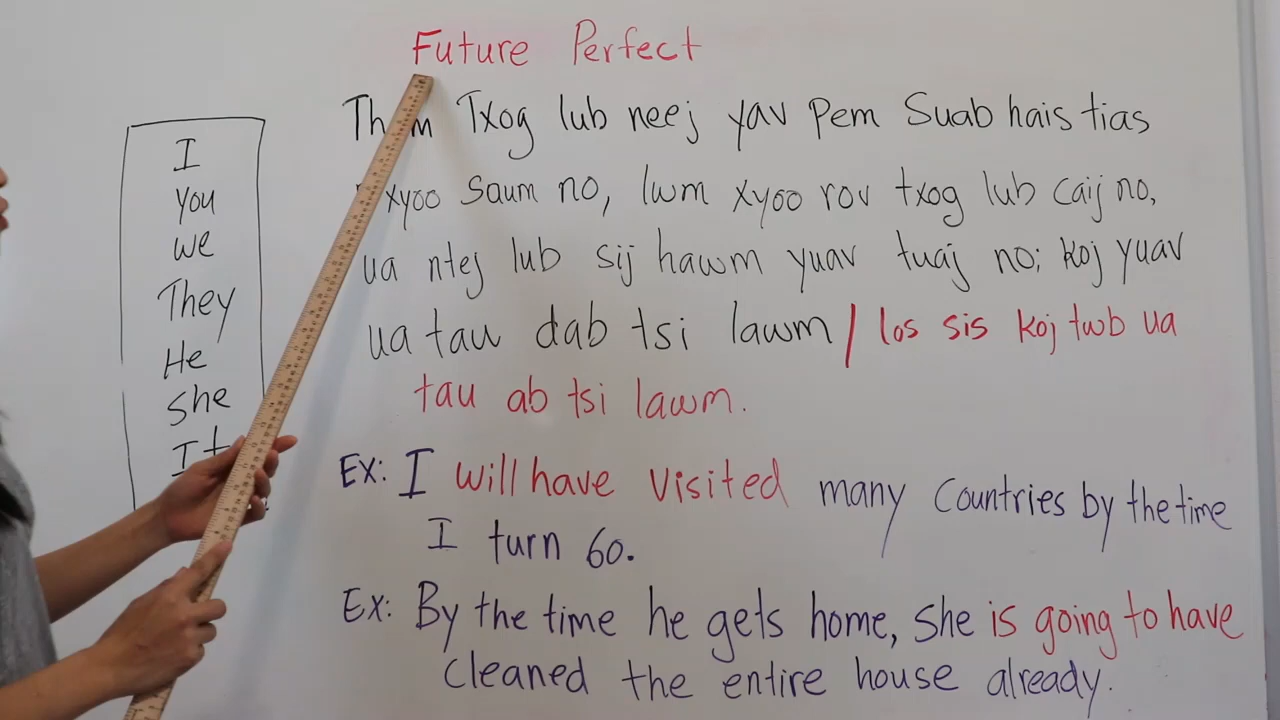 Future Perfect
Txog lub neej yav pem Suab hais tias
xyoo Saum no, lwm xyoo rov txog lub caij no,
ua ntej lub sij hawm yuav tuaj no; koj yuav
ua tau dab tsi lawm / los sis koj twb ua
tau ab tsi lawm.
Ex: I will have visited many Countries by the time
I turn 60.
Ex: By the time he gets home, She is going to have
cleaned the entire house already.
I
you
we
They
He
she
It